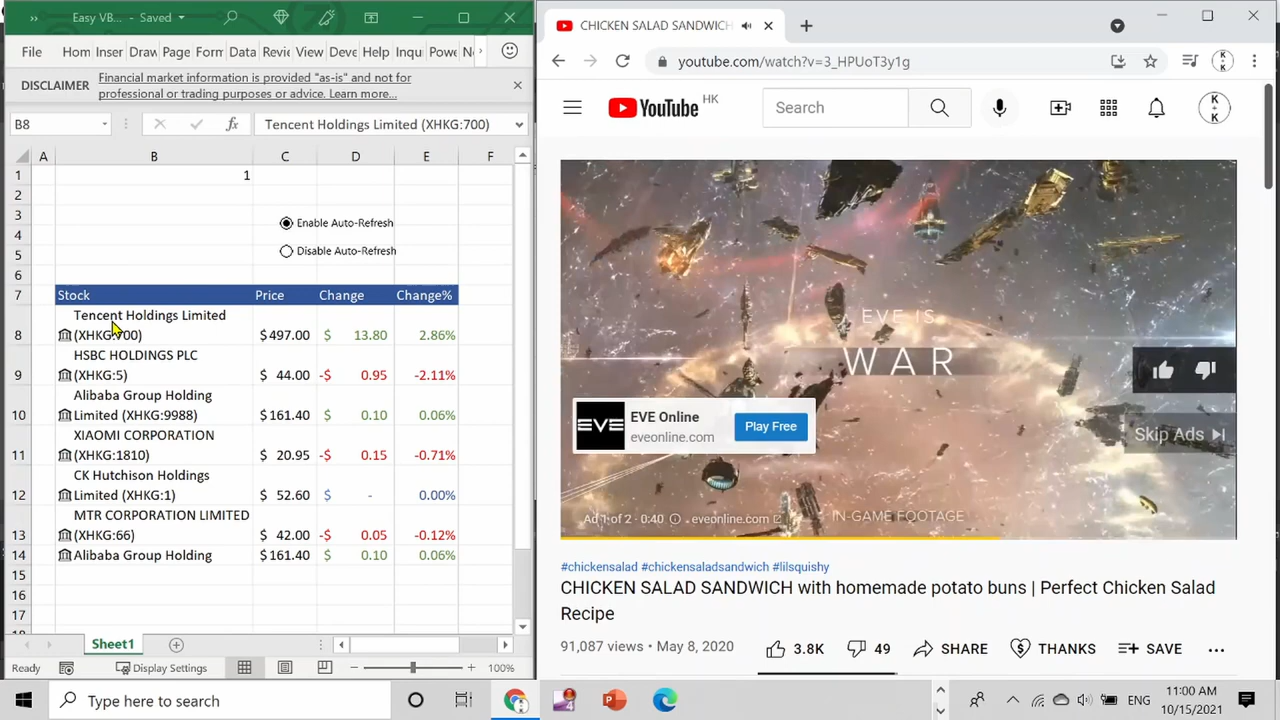 Easy VB... - Saved
File Hom Inser Draw Page Form Data Revie View Deve Help Inqu Powe N
DISCLAIMER
Financial market information is provided "as-is" and not for
professional or trading purposes or advice. Learn more...
B8
fx
Tencent Holdings Limited (XHKG:700)
A B C D E F
1 1
2
3 Enable Auto-Refresh
4
5 Disable Auto-Refresh
6
7 Stock Price Change Change%
Tencent Holdings Limited
8 (XHKG:700) $497.00 $ 13.80 2.86%
HSBC HOLDINGS PLC
9 (XHKG:5) $ 44.00 -$ 0.95 -2.11%
Alibaba Group Holding
10 Limited (XHKG:9988) $161.40 $ 0.10 0.06%
XIAOMI CORPORATION
11 (XHKG:1810) $ 20.95 -$ 0.15 -0.71%
CK Hutchison Holdings
12 Limited (XHKG:1) $ 52.60 $ - 0.00%
MTR CORPORATION LIMITED
13 (XHKG:66) $ 42.00 -$ 0.05 -0.12%
14 Alibaba Group Holding $161.40 $ 0.10 0.06%
15
16
17
Sheet1
Ready Display Settings 100%
CHICKEN SALAD SANDWICH
youtube.com/watch?v=3_HPUoT3y1g
K + K
YouTube HK
Search
K + K
EVE IS
WAR
EVE
EVE Online
eveonline.com
Play Free
Skip Ads
Ad 1 of 2 · 0:40 eveonline.com
IN-GAME FOOTAGE
#chickensalad #chickensaladsandwich #lilsquishy
CHICKEN SALAD SANDWICH with homemade potato buns | Perfect Chicken Salad
Recipe
91,087 views • May 8, 2020
3.8K 49 SHARE THANKS SAVE ...
Type here to search
ENG
11:00 AM
10/15/2021